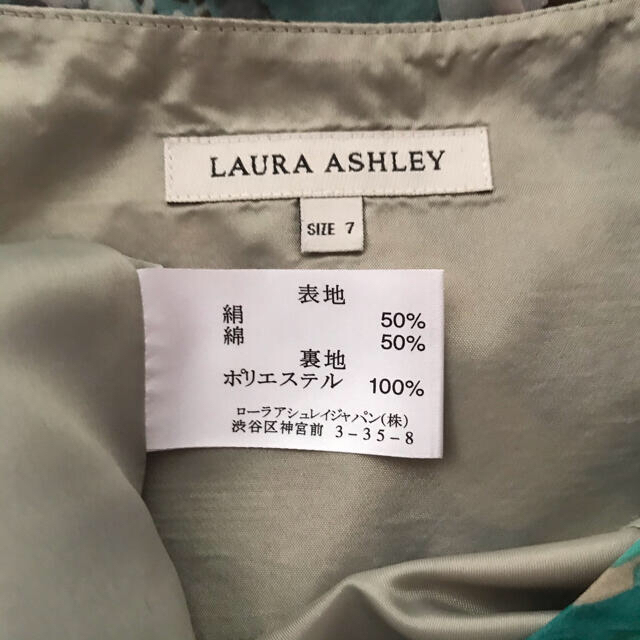 LAURA ASHLEY
SIZE 7
表地
絹 50%
綿 50%
裏地
ポリエステル 100%
ローラアシュレイジャパン(株)
渋谷区神宮前 3-35-8